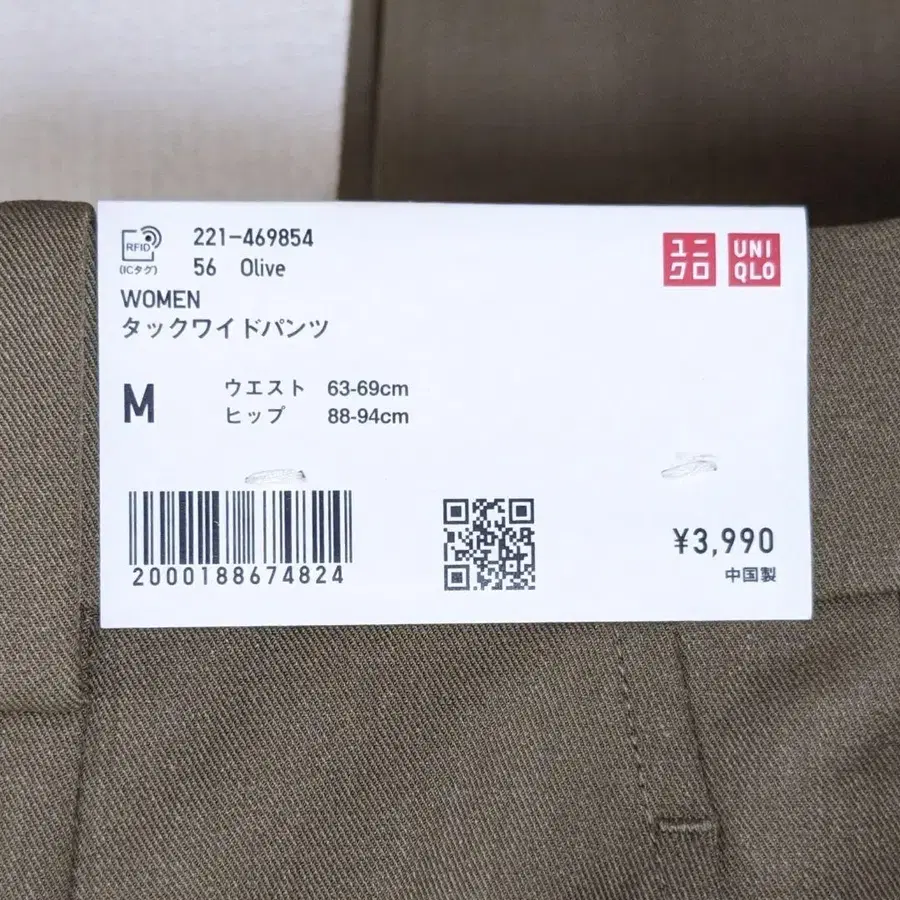 RFID
(ICタグ)
221-469854
56 Olive
ユニ
クロ
UNI
QLO
WOMEN
タックワイドパンツ
M
ウエスト 63-69cm
ヒップ 88-94cm
2000188674824
¥3,990
中国製